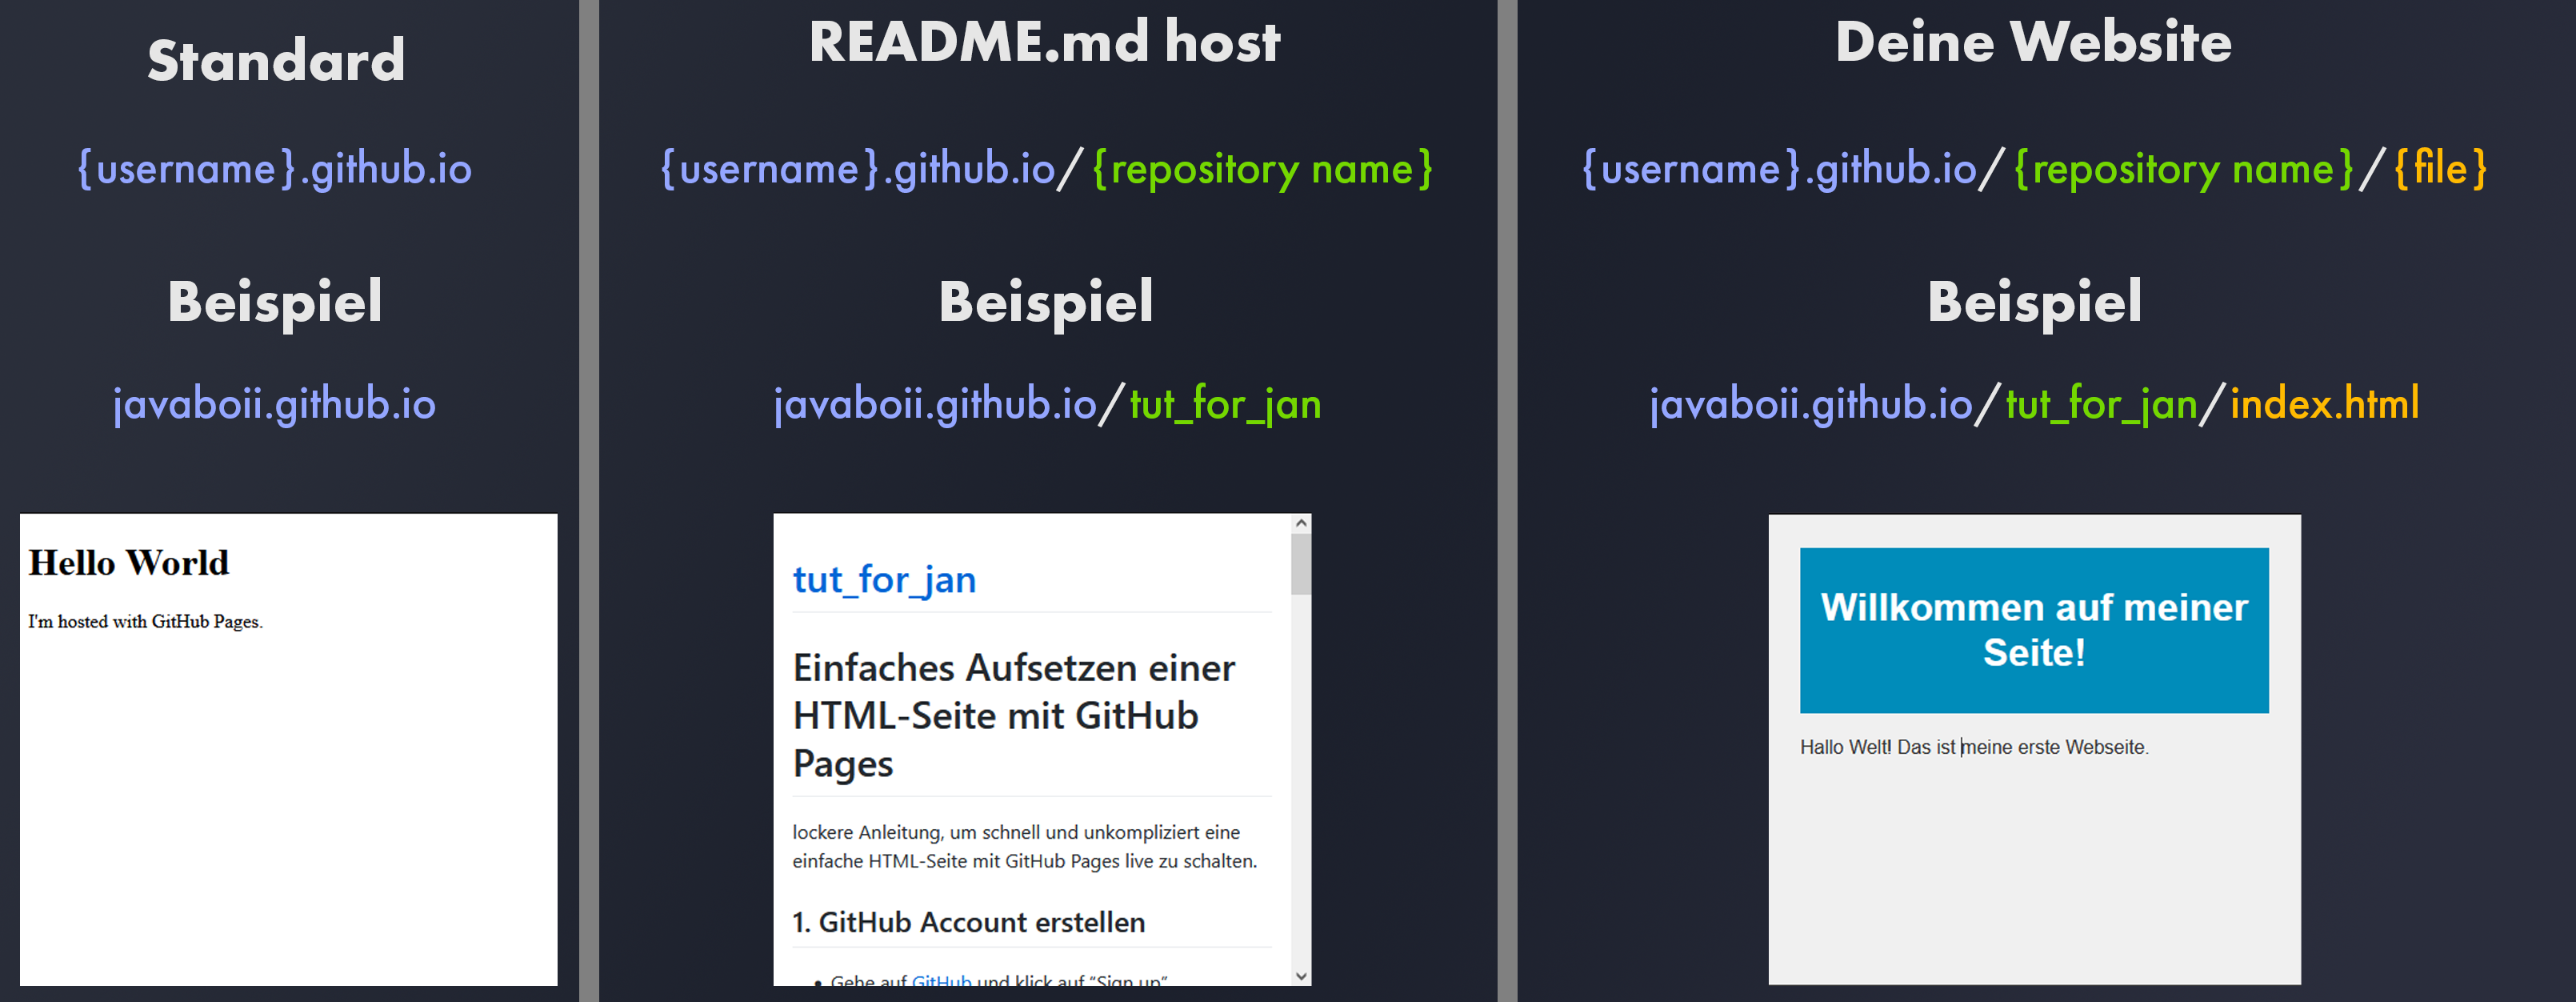 Standard
{username}.github.io
Beispiel
javaboii.github.io
Hello World
I'm hosted with GitHub Pages.
README.md host
{username}.github.io/{repository name}
Beispiel
javaboii.github.io/tut_for_jan
tut_for_jan
Einfaches Aufsetzen einer
HTML-Seite mit GitHub
Pages
lockere Anleitung, um schnell und unkompliziert eine
einfache HTML-Seite mit GitHub Pages live zu schalten.
1. GitHub Account erstellen
• Gehe auf GitHub und klick auf “Sign up”
Deine Website
{username}.github.io/{repository name}/{file}
Beispiel
javaboii.github.io/tut_for_jan/index.html
Willkommen auf meiner
Seite!
Hallo Welt! Das ist meine erste Webseite.